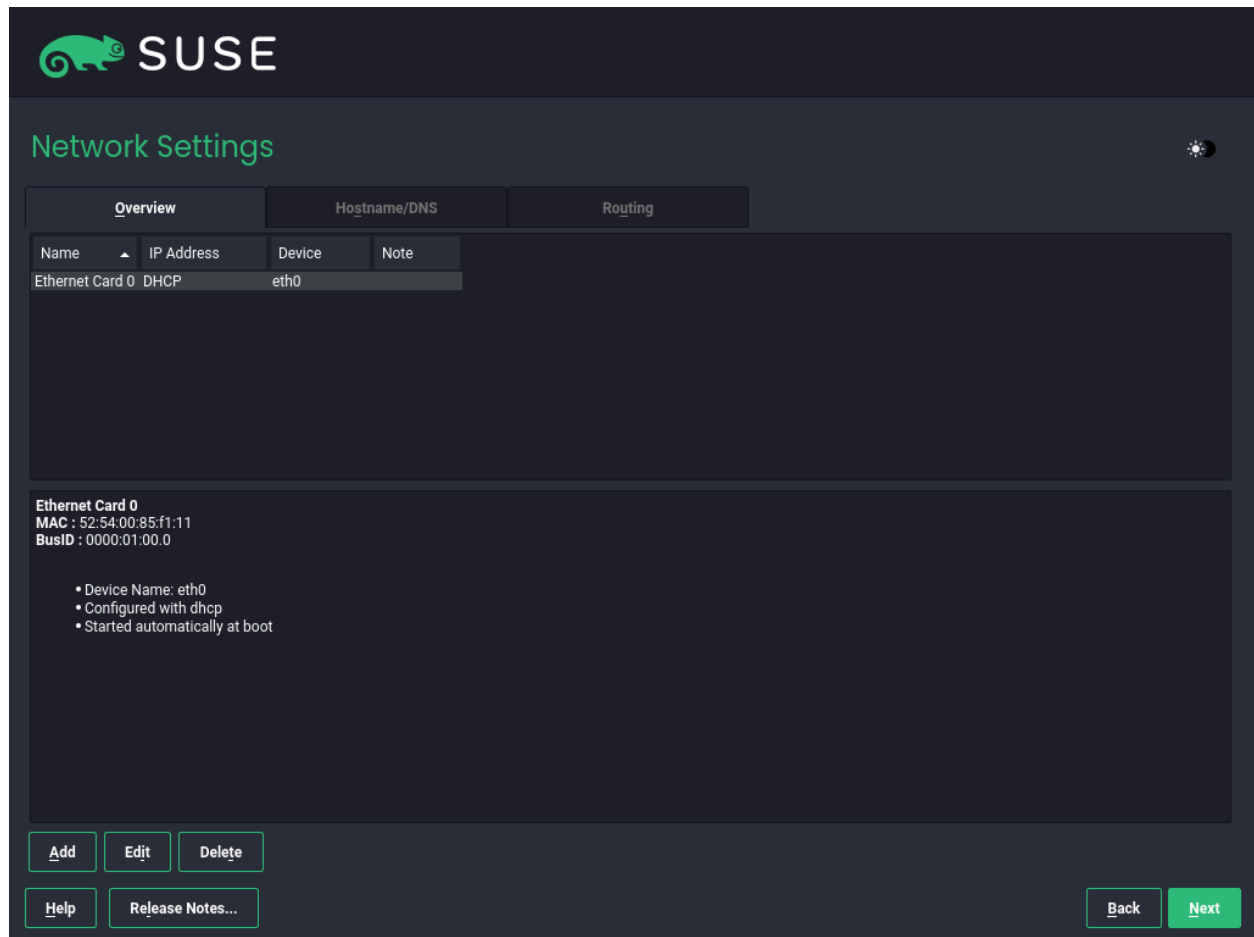 SUSE
Network Settings
Overview Hostname/DNS Routing
Name IP Address Device Note
Ethernet Card 0 DHCP eth0
Ethernet Card 0
MAC : 52:54:00:85:f1:11
BusID : 0000:01:00.0
• Device Name: eth0
• Configured with dhcp
• Started automatically at boot
Add Edit Delete
Help Release Notes... Back Next